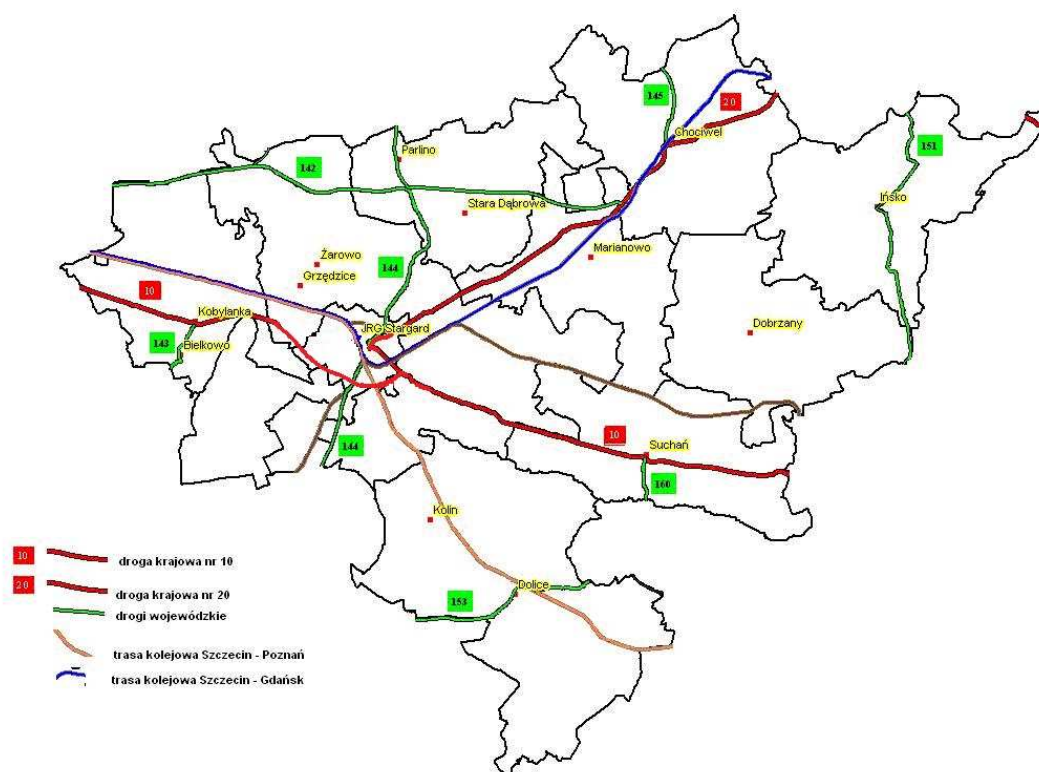 145
20
Chociwel
151
Parlino
142
Ińsko
Stara Dąbrowa
Marianowo
Żarowo
144
Grzędzice
10
Kobylanka
JRG Stargard
Dobrzany
143
Bielkowo
10
Suchań
144
160
Kolin
10 droga krajowa nr 10
20 droga krajowa nr 20
Dolice
153
drogi wojewódzkie
trasa kolejowa Szczecin - Poznań
trasa kolejowa Szczecin - Gdańsk